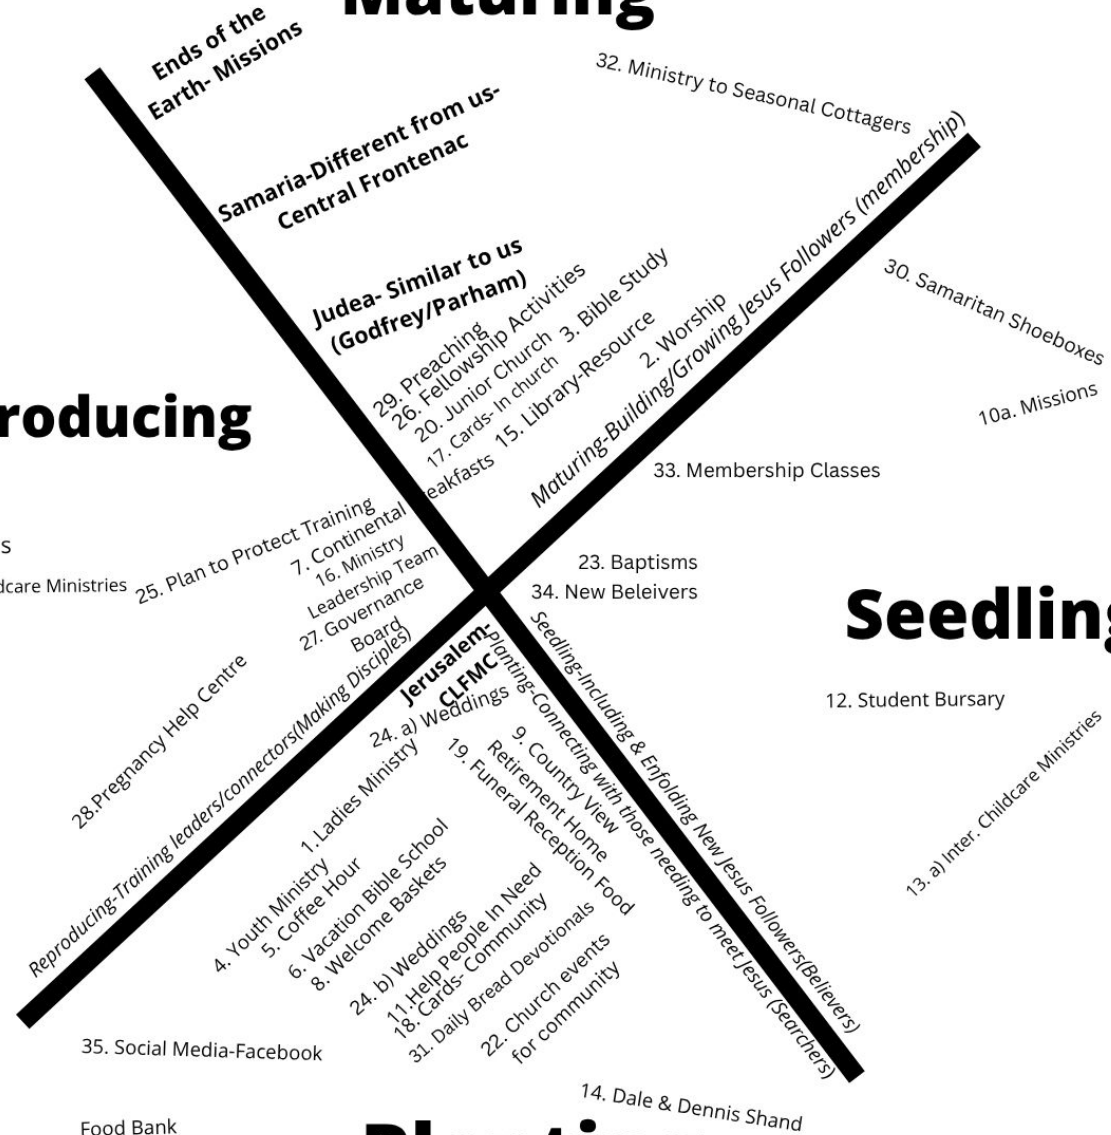 Maturing
Ends of the
Earth- Missions
32. Ministry to Seasonal Cottagers
Samaria-Different from us-
Central Frontenac
Judea- Similar to us
(Godfrey/Parham)
29. Preaching
26. Fellowship Activities
20. Junior Church
3. Bible Study
17. Cards- In church
15. Library-Resource
2. Worship
Maturing-Building/Growing Jesus Followers (membership)
30. Samaritan Shoeboxes
10a. Missions
33. Membership Classes
23. Baptisms
34. New Beleivers
Seedling
12. Student Bursary
13. a) Inter. Childcare Ministries
Seedling-Including & Enfolding New Jesus Followers(Believers)
roducing
s
dcare Ministries
25. Plan to Protect Training
7. Continental
eakfasts
16. Ministry
Leadership Team
27. Governance
Board
28.Pregnancy Help Centre
Reproducing-Training leaders/connectors(Making Disciples)
Jerusalem-
CLFMC
Planting-Connecting with those needing to meet Jesus (Searchers)
24. a) Weddings
1. Ladies Ministry
9. Country View
Retirement Home
19. Funeral Reception Food
4. Youth Ministry
5. Coffee Hour
6. Vacation Bible School
8. Welcome Baskets
24. b) Weddings
11.Help People In Need
18. Cards- Community
31. Daily Bread Devotionals
22. Church events
for community
35. Social Media-Facebook
14. Dale & Dennis Shand
Food Bank